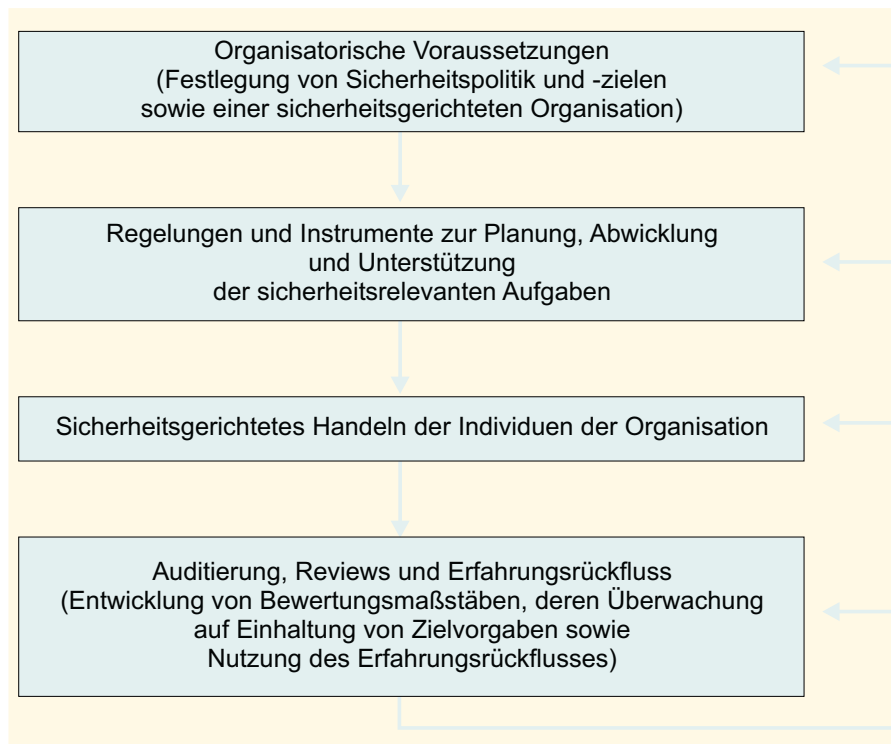 Organisatorische Voraussetzungen
(Festlegung von Sicherheitspolitik und -zielen
sowie einer sicherheitsgerichteten Organisation)
Regelungen und Instrumente zur Planung, Abwicklung
und Unterstützung
der sicherheitsrelevanten Aufgaben
Sicherheitsgerichtetes Handeln der Individuen der Organisation
Auditierung, Reviews und Erfahrungsrückfluss
(Entwicklung von Bewertungsmaßstäben, deren Überwachung
auf Einhaltung von Zielvorgaben sowie
Nutzung des Erfahrungsrückflusses)